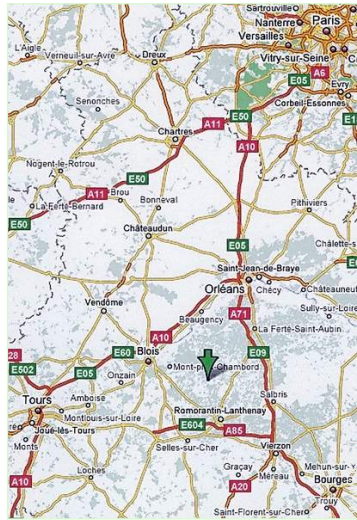 Sartrouville
Nanterre Paris
Versailles
Vitry-sur-Seine
L'Aigle
Verneuil-sur-Avre
Dreux
E05 A6
Evry
Corbeil-Essonnes
Senonches
E50
A11
Chartres
A10
Nogent-le-Rotrou
E50
A11 Brou
Bonneval
La Ferté-Bernard
E50
Pithiviers
Châteaudun
E05
Châlette-s
Saint-Jean-de-Braye
Orléans
Chécy
Châteauneuf
Vendôme
Beaugency
A71
Sully-sur-Loire
La Ferté-Saint-Aubin
A10
28
E60 Blois
E09
E502
E05
Onzain
Mont-p Chambord
Tours
Amboise
Salbris
Montlouis-sur-Loire
Romorantin-Lanthenay
Joué-lès-Tours
E604
A85
Monts
Selles-sur-Cher
Vierzon
Loches
Graçay
Mehun-sur-Y
A10
Méreau
A20
Bourges
Trouy
Saint-Florent-sur-Cher